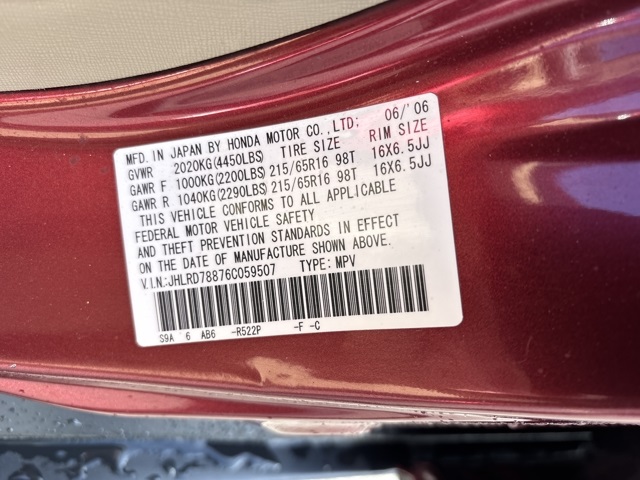 MFD. IN JAPAN BY HONDA MOTOR CO., LTD: 06/'06
GVWR 2020KG(4450LBS) TIRE SIZE RIM SIZE
GAWR F 1000KG(2200LBS) 215/65R16 98T 16X6.5JJ
GAWR R 1040KG(2290LBS) 215/65R16 98T 16X6.5JJ
THIS VEHICLE CONFORMS TO ALL APPLICABLE
FEDERAL MOTOR VEHICLE SAFETY
AND THEFT PREVENTION STANDARDS IN EFFECT
ON THE DATE OF MANUFACTURE SHOWN ABOVE.
V.I.N:JHLRD78876C059507 TYPE: MPV
S9A 6 AB6 -R522P -F -C